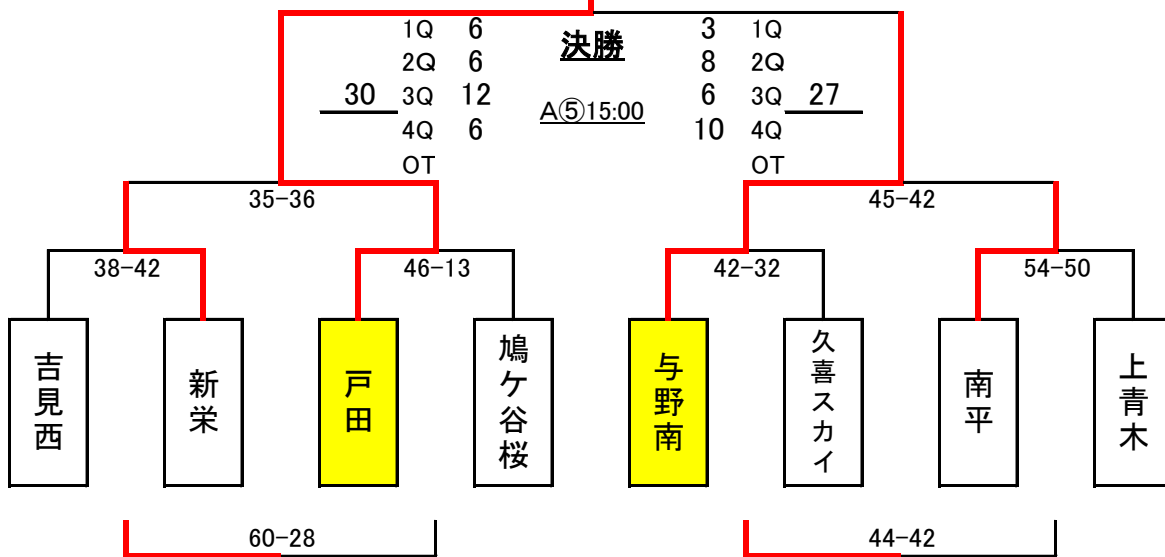 1Q 6 決勝 3 1Q
2Q 6 8 2Q
30 3Q 12 A⑤15:00 6 3Q 27
4Q 6 10 4Q
OT OT
35-36 45-42
38-42 46-13 42-32 54-50
吉見西
新栄
戸田
鳩ケ谷桜
与野南
久喜スカイ
南平
上青木
60-28 44-42